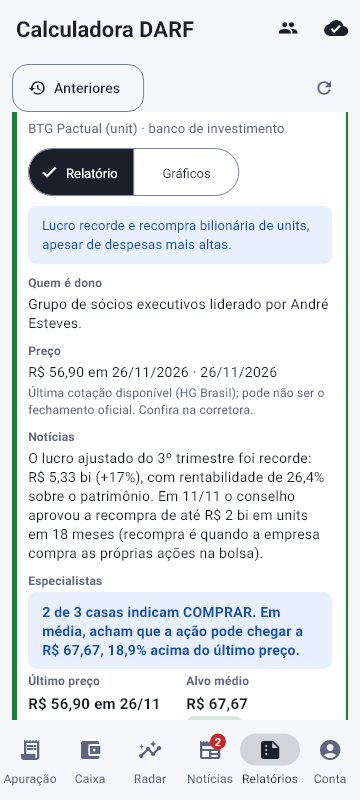 Calculadora DARF
Anteriores
BTG Pactual (unit) · banco de investimento
Relatório
Gráficos
Lucro recorde e recompra bilionária de units,
apesar de despesas mais altas.
Quem é dono
Grupo de sócios executivos liderado por André
Esteves.
Preço
R$ 56,90 em 26/11/2026 · 26/11/2026
Última cotação disponível (HG Brasil); pode não ser o
fechamento oficial. Confira na corretora.
Notícias
O lucro ajustado do 3º trimestre foi recorde:
R$ 5,33 bi (+17%), com rentabilidade de 26,4%
sobre o patrimônio. Em 11/11 o conselho
aprovou a recompra de até R$ 2 bi em units
em 18 meses (recompra é quando a empresa
compra as próprias ações na bolsa).
Especialistas
2 de 3 casas indicam COMPRAR. Em
média, acham que a ação pode chegar a
R$ 67,67, 18,9% acima do último preço.
Último preço
Alvo médio
R$ 56,90 em 26/11
R$ 67,67
2
Apuração
Caixa
Radar
Notícias
Relatórios
Conta